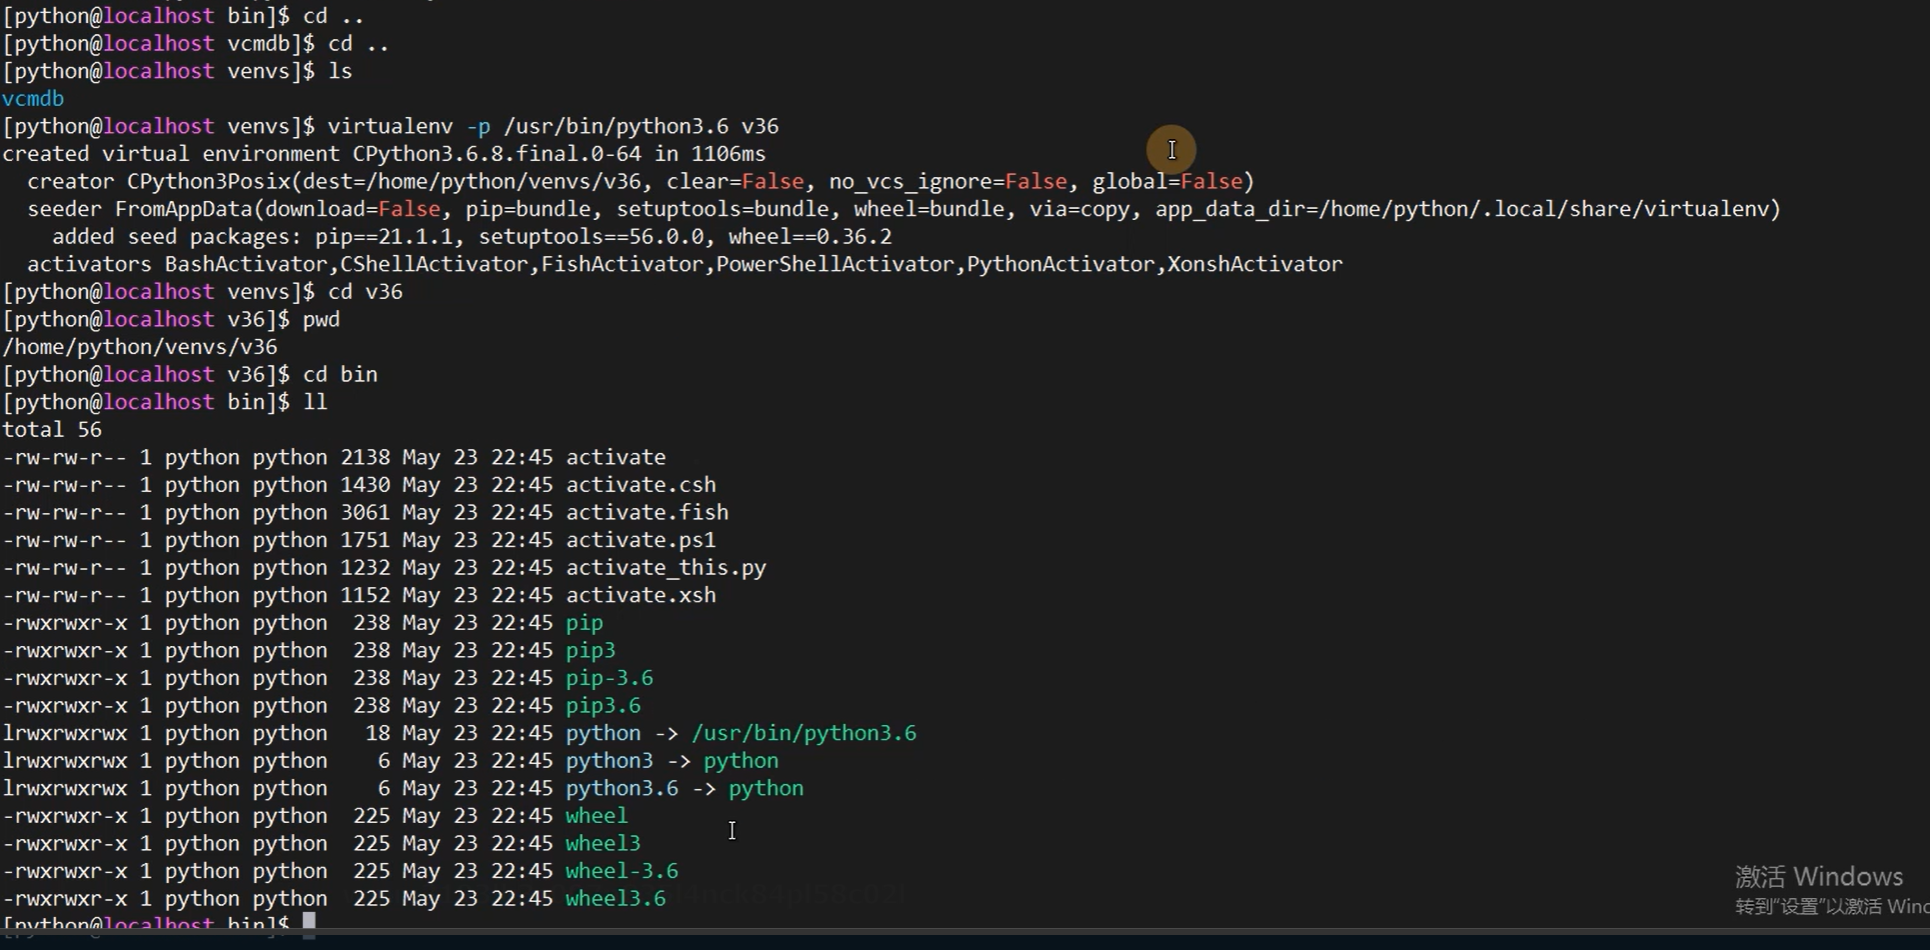 [python@localhost bin]$ cd ..
[python@localhost vcmdb]$ cd ..
[python@localhost venvs]$ ls
vcmdb
[python@localhost venvs]$ virtualenv -p /usr/bin/python3.6 v36
created virtual environment CPython3.6.8.final.0-64 in 1106ms
  creator CPython3Posix(dest=/home/python/venvs/v36, clear=False, no_vcs_ignore=False, global=False)
  seeder FromAppData(download=False, pip=bundle, setuptools=bundle, wheel=bundle, via=copy, app_data_dir=/home/python/.local/share/virtualenv)
    added seed packages: pip==21.1.1, setuptools==56.0.0, wheel==0.36.2
  activators BashActivator,CShellActivator,FishActivator,PowerShellActivator,PythonActivator,XonshActivator
[python@localhost venvs]$ cd v36
[python@localhost v36]$ pwd
/home/python/venvs/v36
[python@localhost v36]$ cd bin
[python@localhost bin]$ ll
total 56
-rw-rw-r-- 1 python python 2138 May 23 22:45 activate
-rw-rw-r-- 1 python python 1430 May 23 22:45 activate.csh
-rw-rw-r-- 1 python python 3061 May 23 22:45 activate.fish
-rw-rw-r-- 1 python python 1751 May 23 22:45 activate.ps1
-rw-rw-r-- 1 python python 1232 May 23 22:45 activate_this.py
-rw-rw-r-- 1 python python 1152 May 23 22:45 activate.xsh
-rwxrwxr-x 1 python python  238 May 23 22:45 pip
-rwxrwxr-x 1 python python  238 May 23 22:45 pip3
-rwxrwxr-x 1 python python  238 May 23 22:45 pip-3.6
-rwxrwxr-x 1 python python  238 May 23 22:45 pip3.6
lrwxrwxrwx 1 python python   18 May 23 22:45 python -> /usr/bin/python3.6
lrwxrwxrwx 1 python python    6 May 23 22:45 python3 -> python
lrwxrwxrwx 1 python python    6 May 23 22:45 python3.6 -> python
-rwxrwxr-x 1 python python  225 May 23 22:45 wheel
-rwxrwxr-x 1 python python  225 May 23 22:45 wheel3
-rwxrwxr-x 1 python python  225 May 23 22:45 wheel-3.6
-rwxrwxr-x 1 python python  225 May 23 22:45 wheel3.6
[python@localhost bin]$
激活 Windows
转到“设置”以激活 Winc